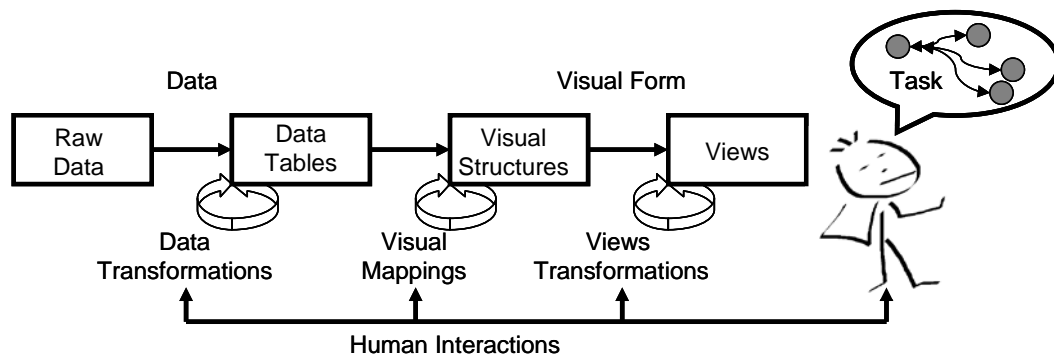 Data
Visual Form
Task
Raw
Data
Data
Tables
Visual
Structures
Views
Data
Transformations
Visual
Mappings
Views
Transformations
Human Interactions